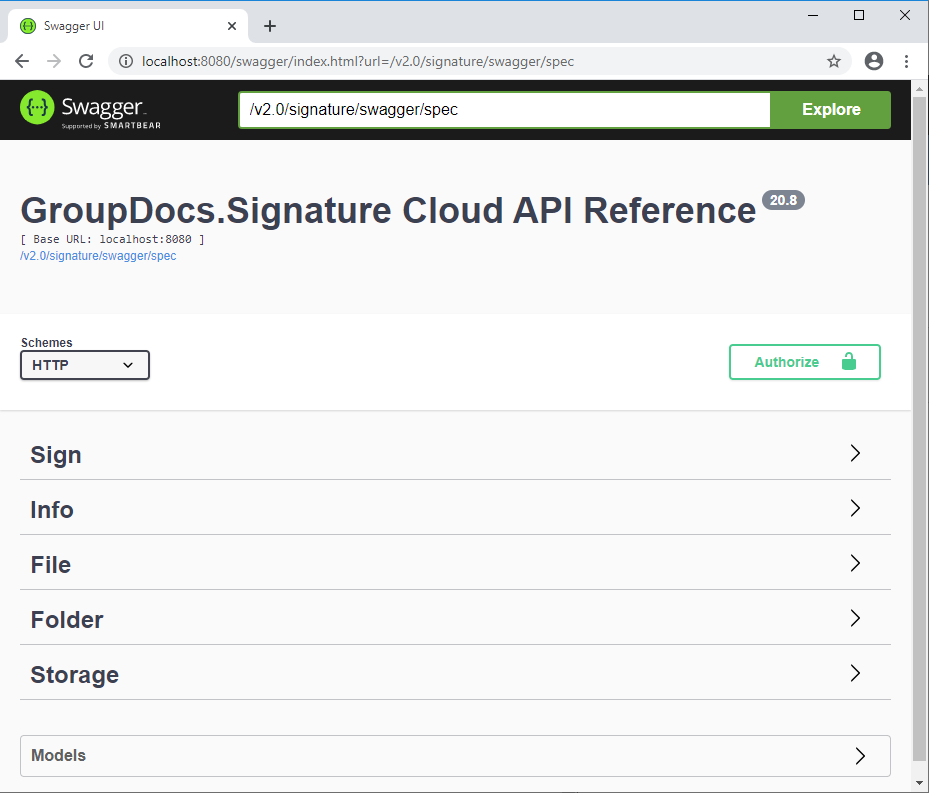 Swagger UI
localhost:8080/swagger/index.html?url=/v2.0/signature/swagger/spec
Swagger
Supported by SMARTBEAR
/v2.0/signature/swagger/spec
Explore
GroupDocs.Signature Cloud API Reference 20.8
[ Base URL: localhost:8080 ]
/v2.0/signature/swagger/spec
Schemes
HTTP
Authorize
Sign
Info
File
Folder
Storage
Models